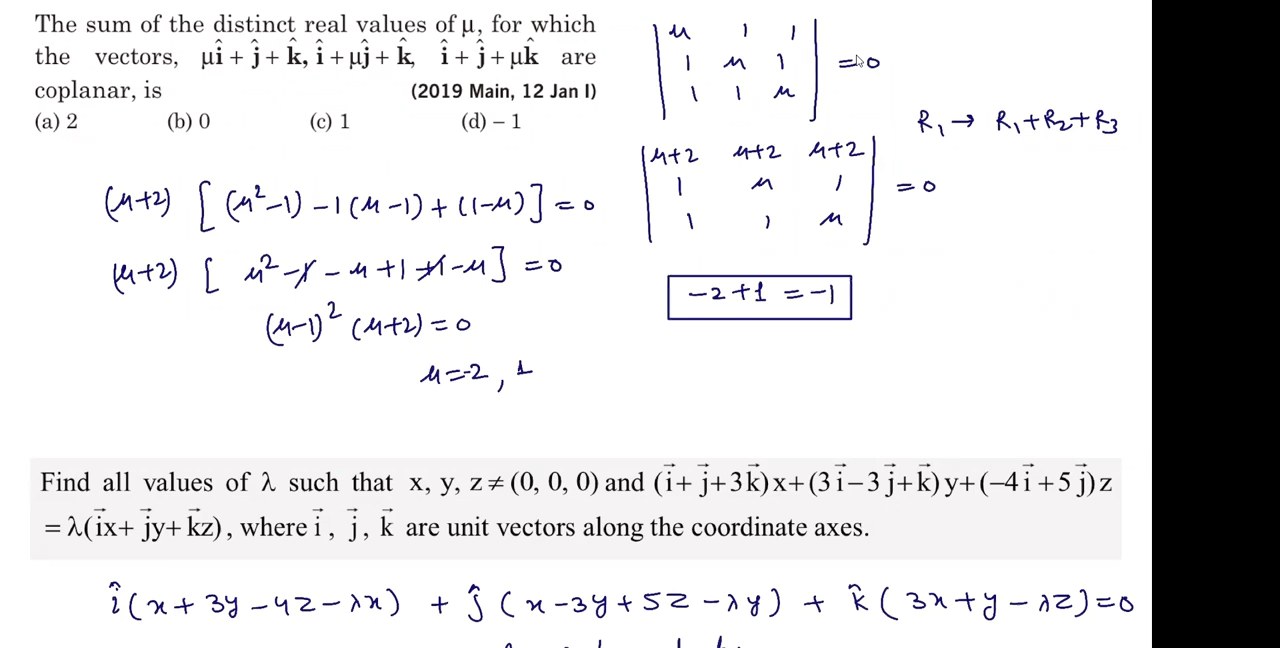 The sum of the distinct real values of μ, for which
the vectors, μî + ĵ + k̂, î + μĵ + k̂, î + ĵ + μk̂ are
coplanar, is (2019 Main, 12 Jan I)
(a) 2 (b) 0 (c) 1 (d) – 1
| μ 1 1 |
| 1 μ 1 | = 0
| 1 1 μ |
R₁ → R₁ + R₂ + R₃
| μ+2 μ+2 μ+2 |
| 1 μ 1 | = 0
| 1 1 μ |
(μ+2) [ (μ²-1) - 1(μ-1) + (1-μ) ] = 0
(μ+2) [ μ² - 1 - μ + 1 + 1 - μ ] = 0
(μ-1)² (μ+2) = 0
μ = -2, 1
-2+1 = -1
Find all values of λ such that x, y, z ≠ (0, 0, 0) and (i⃗ + j⃗ + 3k⃗)x + (3i⃗ − 3j⃗ + k⃗)y + (−4i⃗ + 5j⃗)z
= λ(i⃗x + j⃗y + k⃗z), where i⃗, j⃗, k⃗ are unit vectors along the coordinate axes.
î (x + 3y - 4z - λx) + ĵ (x - 3y + 5z - λy) + k̂ (3x + y - λz) = 0